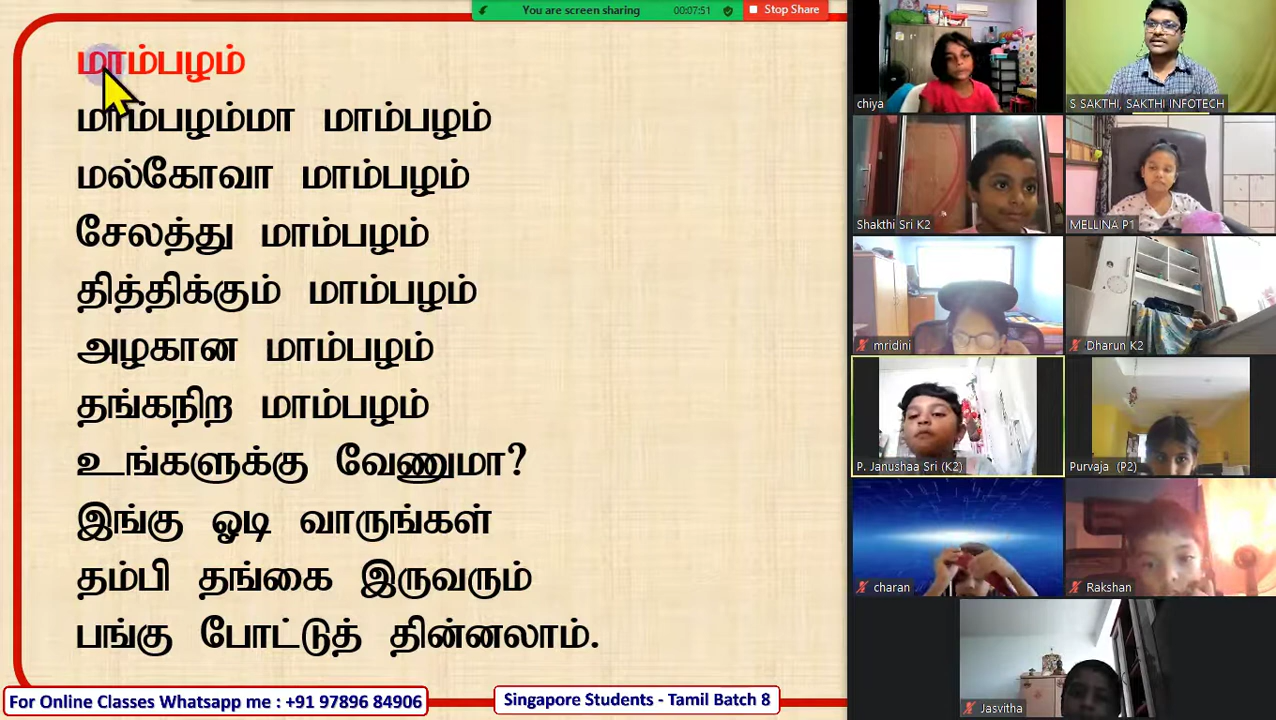 You are screen sharing 00:07:51 Stop Share
மாம்பழம்
மாம்பழம்மா மாம்பழம்
மல்கோவா மாம்பழம்
சேலத்து மாம்பழம்
தித்திக்கும் மாம்பழம்
அழகான மாம்பழம்
தங்கநிற மாம்பழம்
உங்களுக்கு வேணுமா?
இங்கு ஓடி வாருங்கள்
தம்பி தங்கை இருவரும்
பங்கு போட்டுத் தின்னலாம்.
For Online Classes Whatsapp me : +91 97896 84906
Singapore Students - Tamil Batch 8
chiya
S SAKTHI, SAKTHI INFOTECH
Shakthi Sri K2
MELLINA P1
mridini
Dharun K2
P. Janushaa Sri (K2)
Purvaja (P2)
charan
Rakshan
Jasvitha